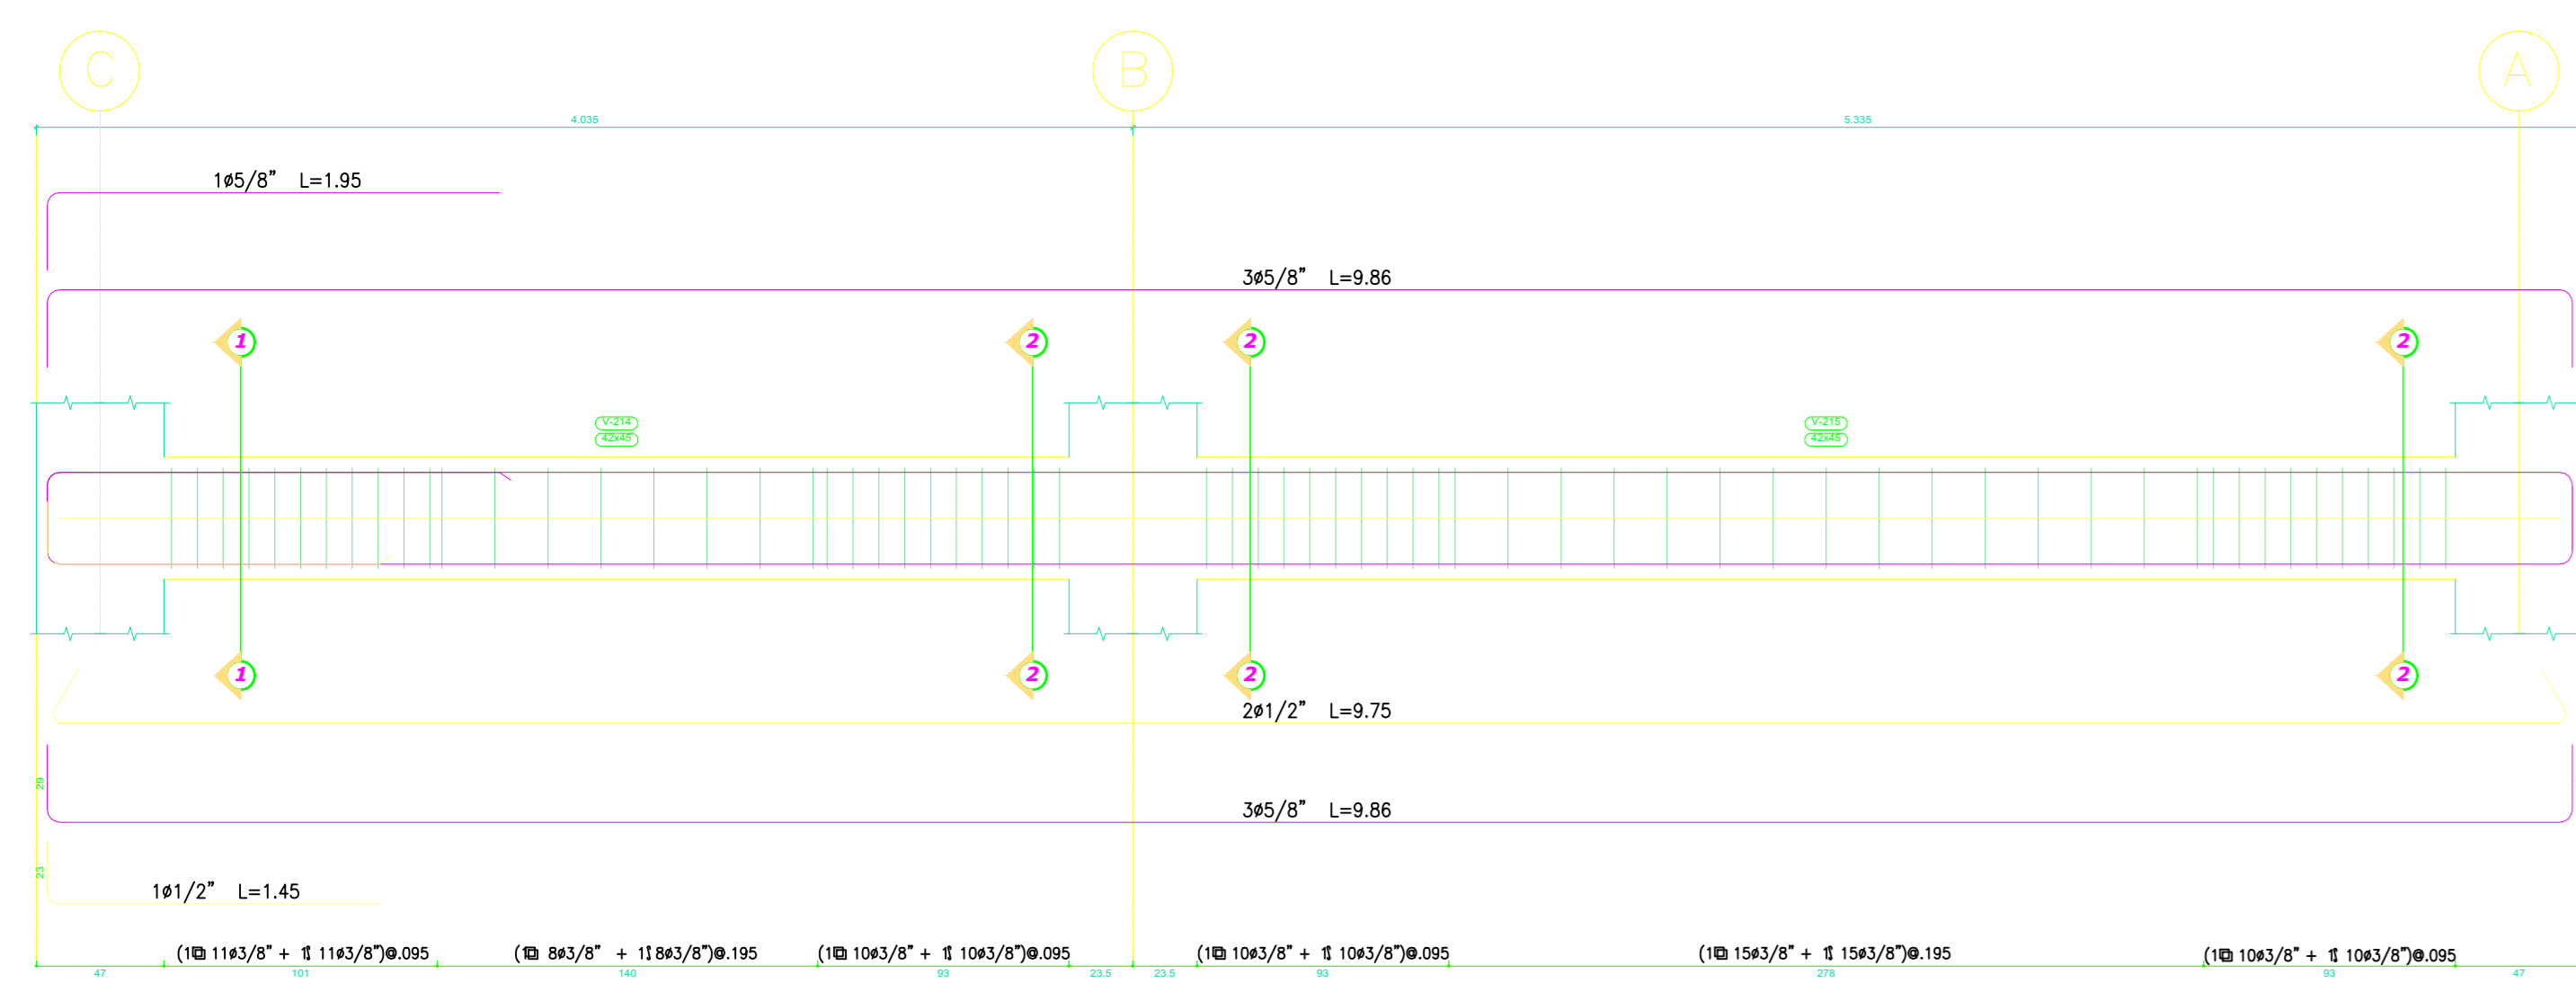 C B A
4.035 5.335
1ø5/8" L=1.95
3ø5/8" L=9.86
1 2 2 2
V-214 V-215
42x45 42x45
1 2 2 2
2ø1/2" L=9.75
29
3ø5/8" L=9.86
23
1ø1/2" L=1.45
(1 11ø3/8" + 1 11ø3/8")@.095 (1 8ø3/8" + 1 8ø3/8")@.195 (1 10ø3/8" + 1 10ø3/8")@.095 (1 10ø3/8" + 1 10ø3/8")@.095 (1 15ø3/8" + 1 15ø3/8")@.195 (1 10ø3/8" + 1 10ø3/8")@.095
47 101 140 93 23.5 23.5 93 278 93 47